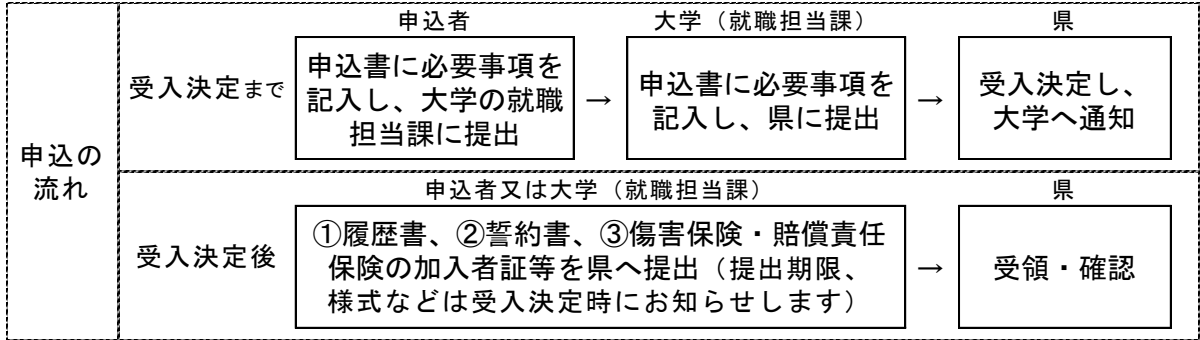 申込の
流れ
受入決定まで
申込者
申込書に必要事項を
記入し、大学の就職
担当課に提出
→
大学（就職担当課）
申込書に必要事項を
記入し、県に提出
→
県
受入決定し、
大学へ通知
受入決定後
申込者又は大学（就職担当課）
①履歴書、②誓約書、③傷害保険・賠償責任
保険の加入者証等を県へ提出（提出期限、
様式などは受入決定時にお知らせします）
→
県
受領・確認